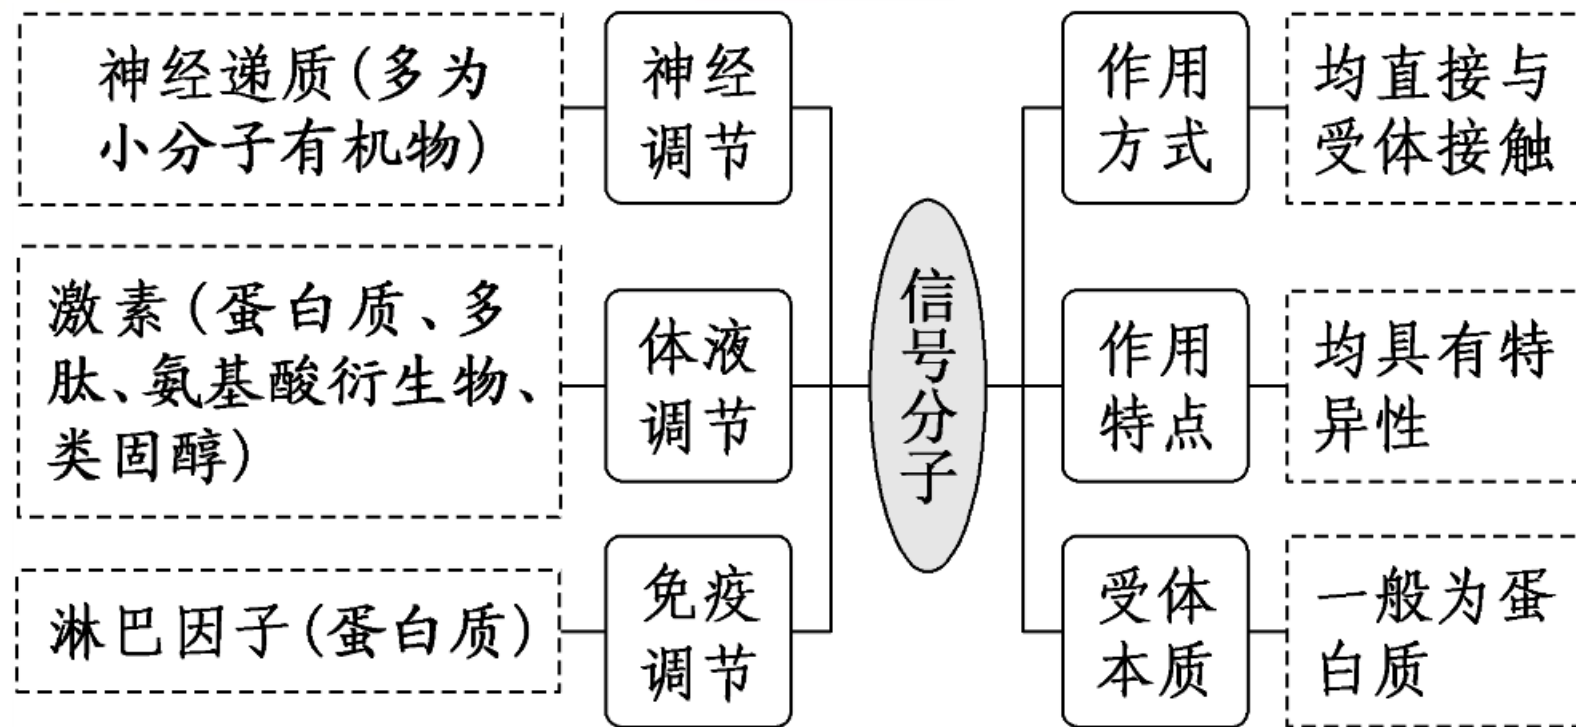 神经递质(多为
小分子有机物)
神经
调节
激素(蛋白质、多
肽、氨基酸衍生物、
类固醇)
体液
调节
淋巴因子(蛋白质)
免疫
调节
信号分子
作用
方式
均直接与
受体接触
作用
特点
均具有特
异性
受体
本质
一般为蛋
白质